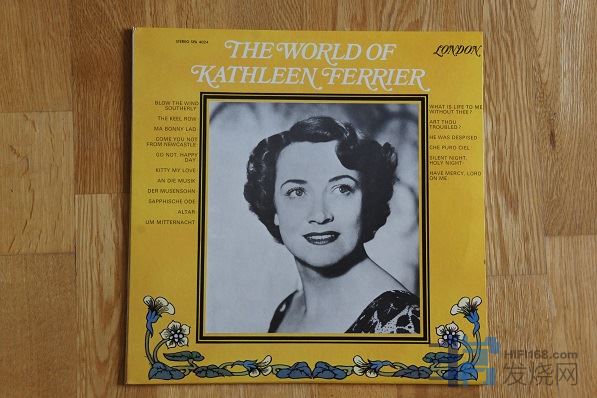 STEREO SPA 4024
THE WORLD OF
KATHLEEN FERRIER
LONDON
BLOW THE WIND
SOUTHERLY
THE KEEL ROW
MA BONNY LAD
COME YOU NOT
FROM NEWCASTLE
GO NOT, HAPPY
DAY
KITTY MY LOVE
AN DIE MUSIK
DER MUSENSOHN
SAPPHISCHE ODE
ALTAR
UM MITTERNACHT
WHAT IS LIFE TO ME
WITHOUT THEE?
ART THOU
TROUBLED?
HE WAS DESPISED
CHE PURO CIEL
SILENT NIGHT,
HOLY NIGHT
HAVE MERCY, LORD
ON ME
HIFI168.com
发烧网